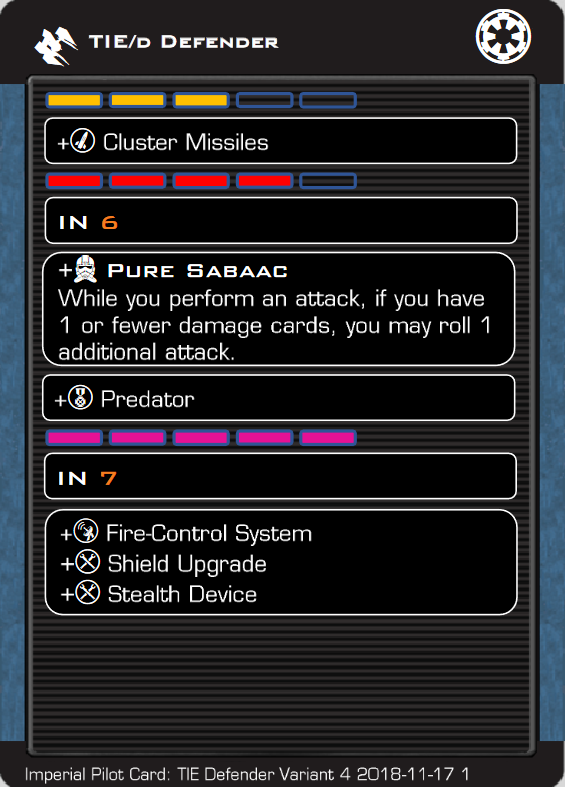 TIE/D DEFENDER
+ Cluster Missiles
IN 6
+ PURE SABAAC
While you perform an attack, if you have
1 or fewer damage cards, you may roll 1
additional attack.
+ Predator
IN 7
+ Fire-Control System
+ Shield Upgrade
+ Stealth Device
Imperial Pilot Card: TIE Defender Variant 4 2018-11-17 1